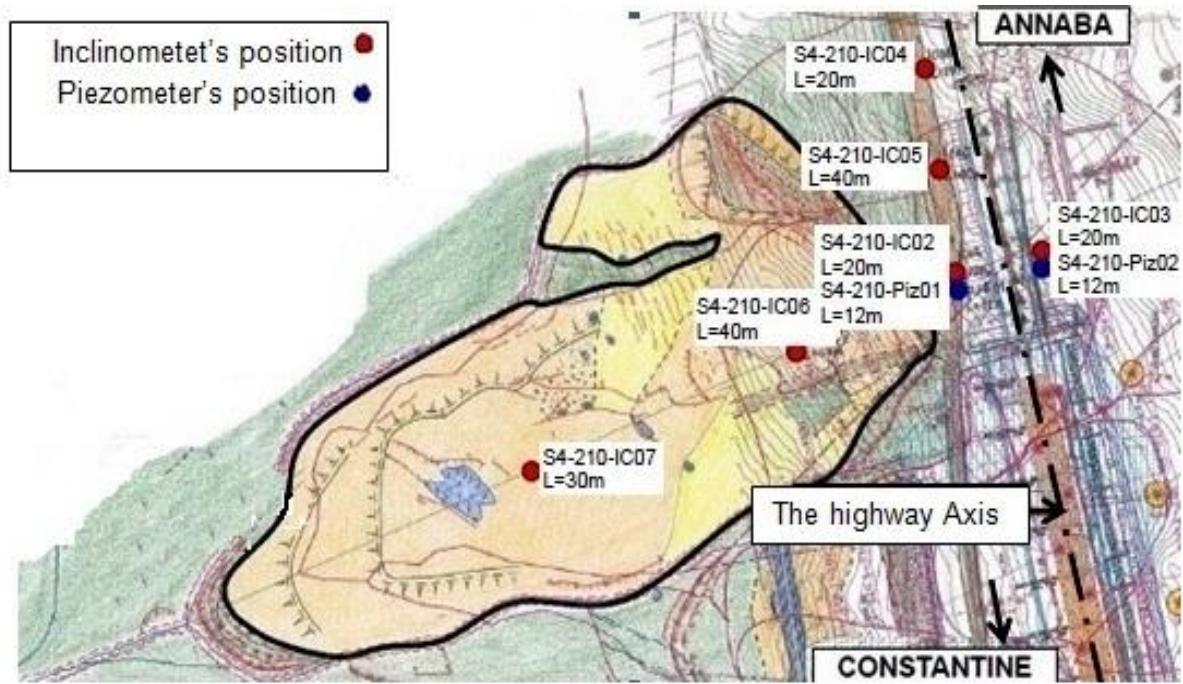 Inclinometet's position
Piezometer's position
ANNABA
S4-210-IC04
L=20m
S4-210-IC05
L=40m
S4-210-IC03
L=20m
S4-210-Piz02
L=12m
S4-210-IC02
L=20m
S4-210-Piz01
L=12m
S4-210-IC06
L=40m
S4-210-IC07
L=30m
The highway Axis
CONSTANTINE